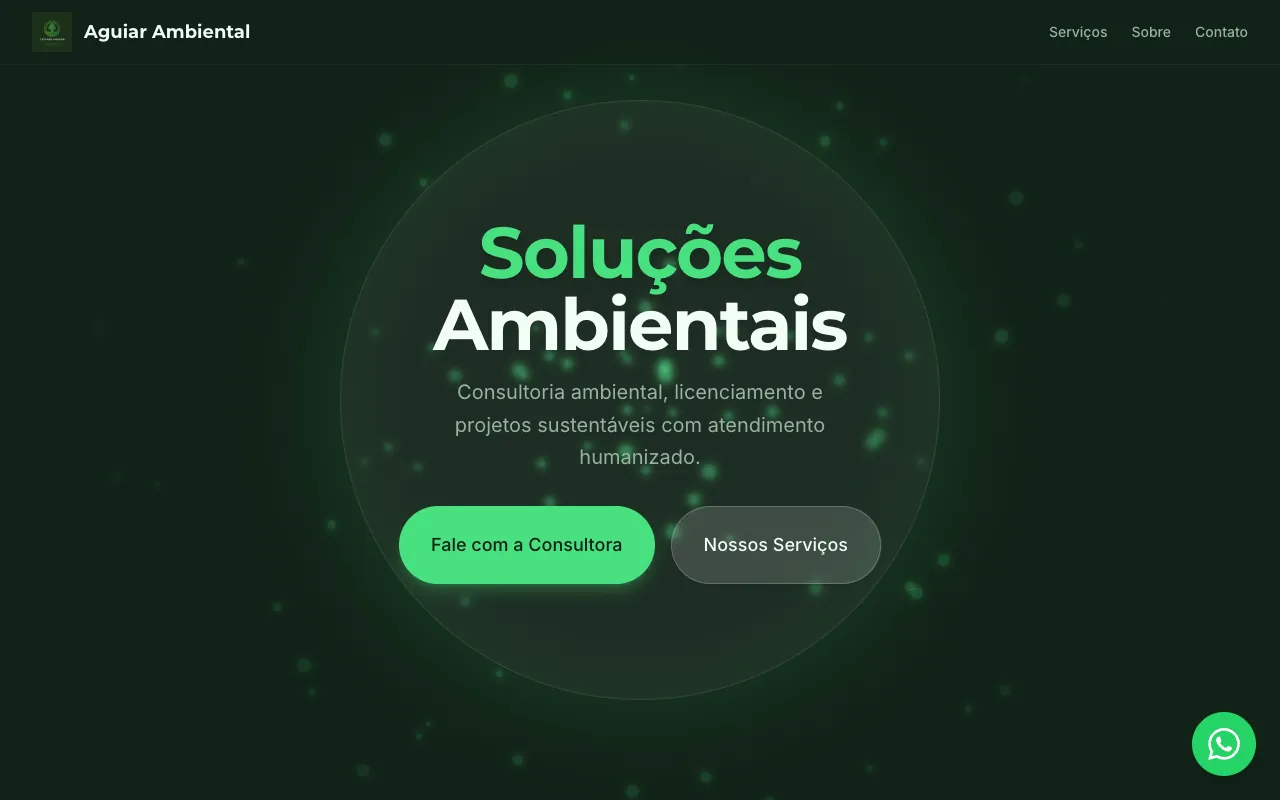 Aguiar Ambiental
Serviços
Sobre
Contato
Soluções
Ambientais
Consultoria ambiental, licenciamento e
projetos sustentáveis com atendimento
humanizado.
Fale com a Consultora
Nossos Serviços